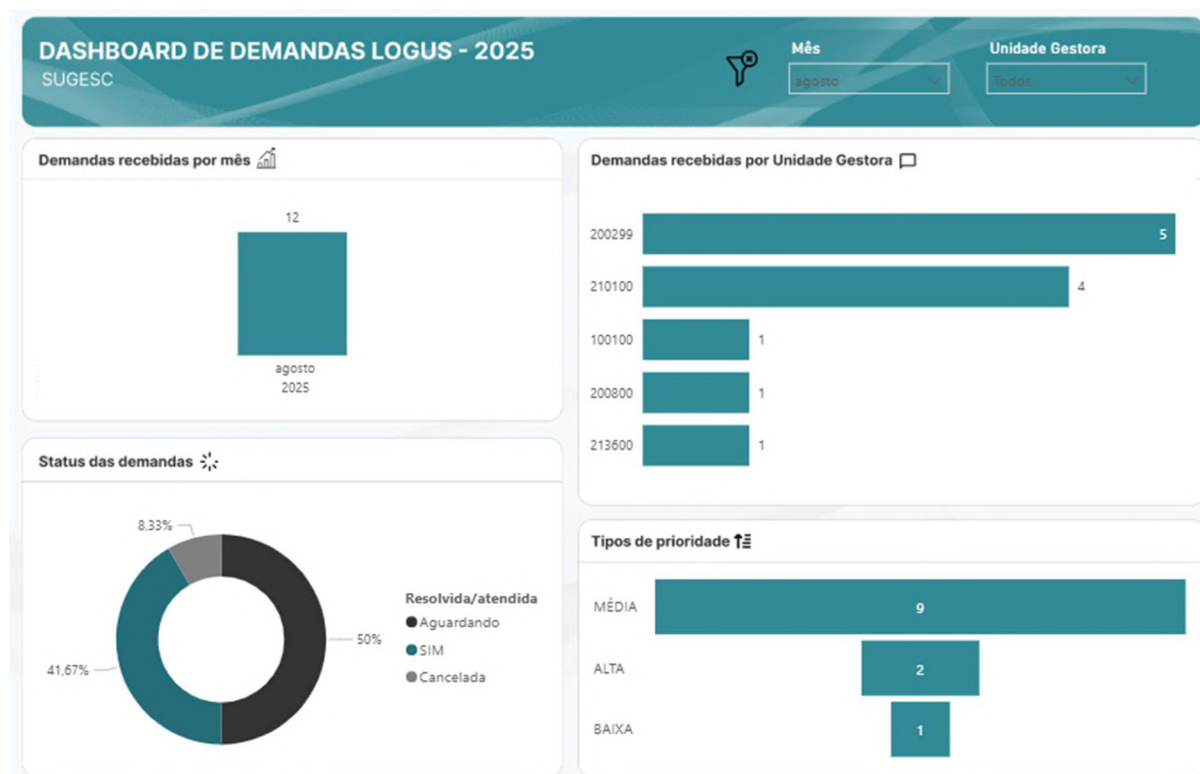 DASHBOARD DE DEMANDAS LOGUS - 2025
SUGESC
Mês
agosto
Unidade Gestora
Todos
Demandas recebidas por mês
12
agosto
2025
Demandas recebidas por Unidade Gestora
200299 5
210100 4
100100 1
200800 1
213600 1
Status das demandas
8,33%
50%
41,67%
Resolvida/atendida
Aguardando
SIM
Cancelada
Tipos de prioridade
MÉDIA 9
ALTA 2
BAIXA 1